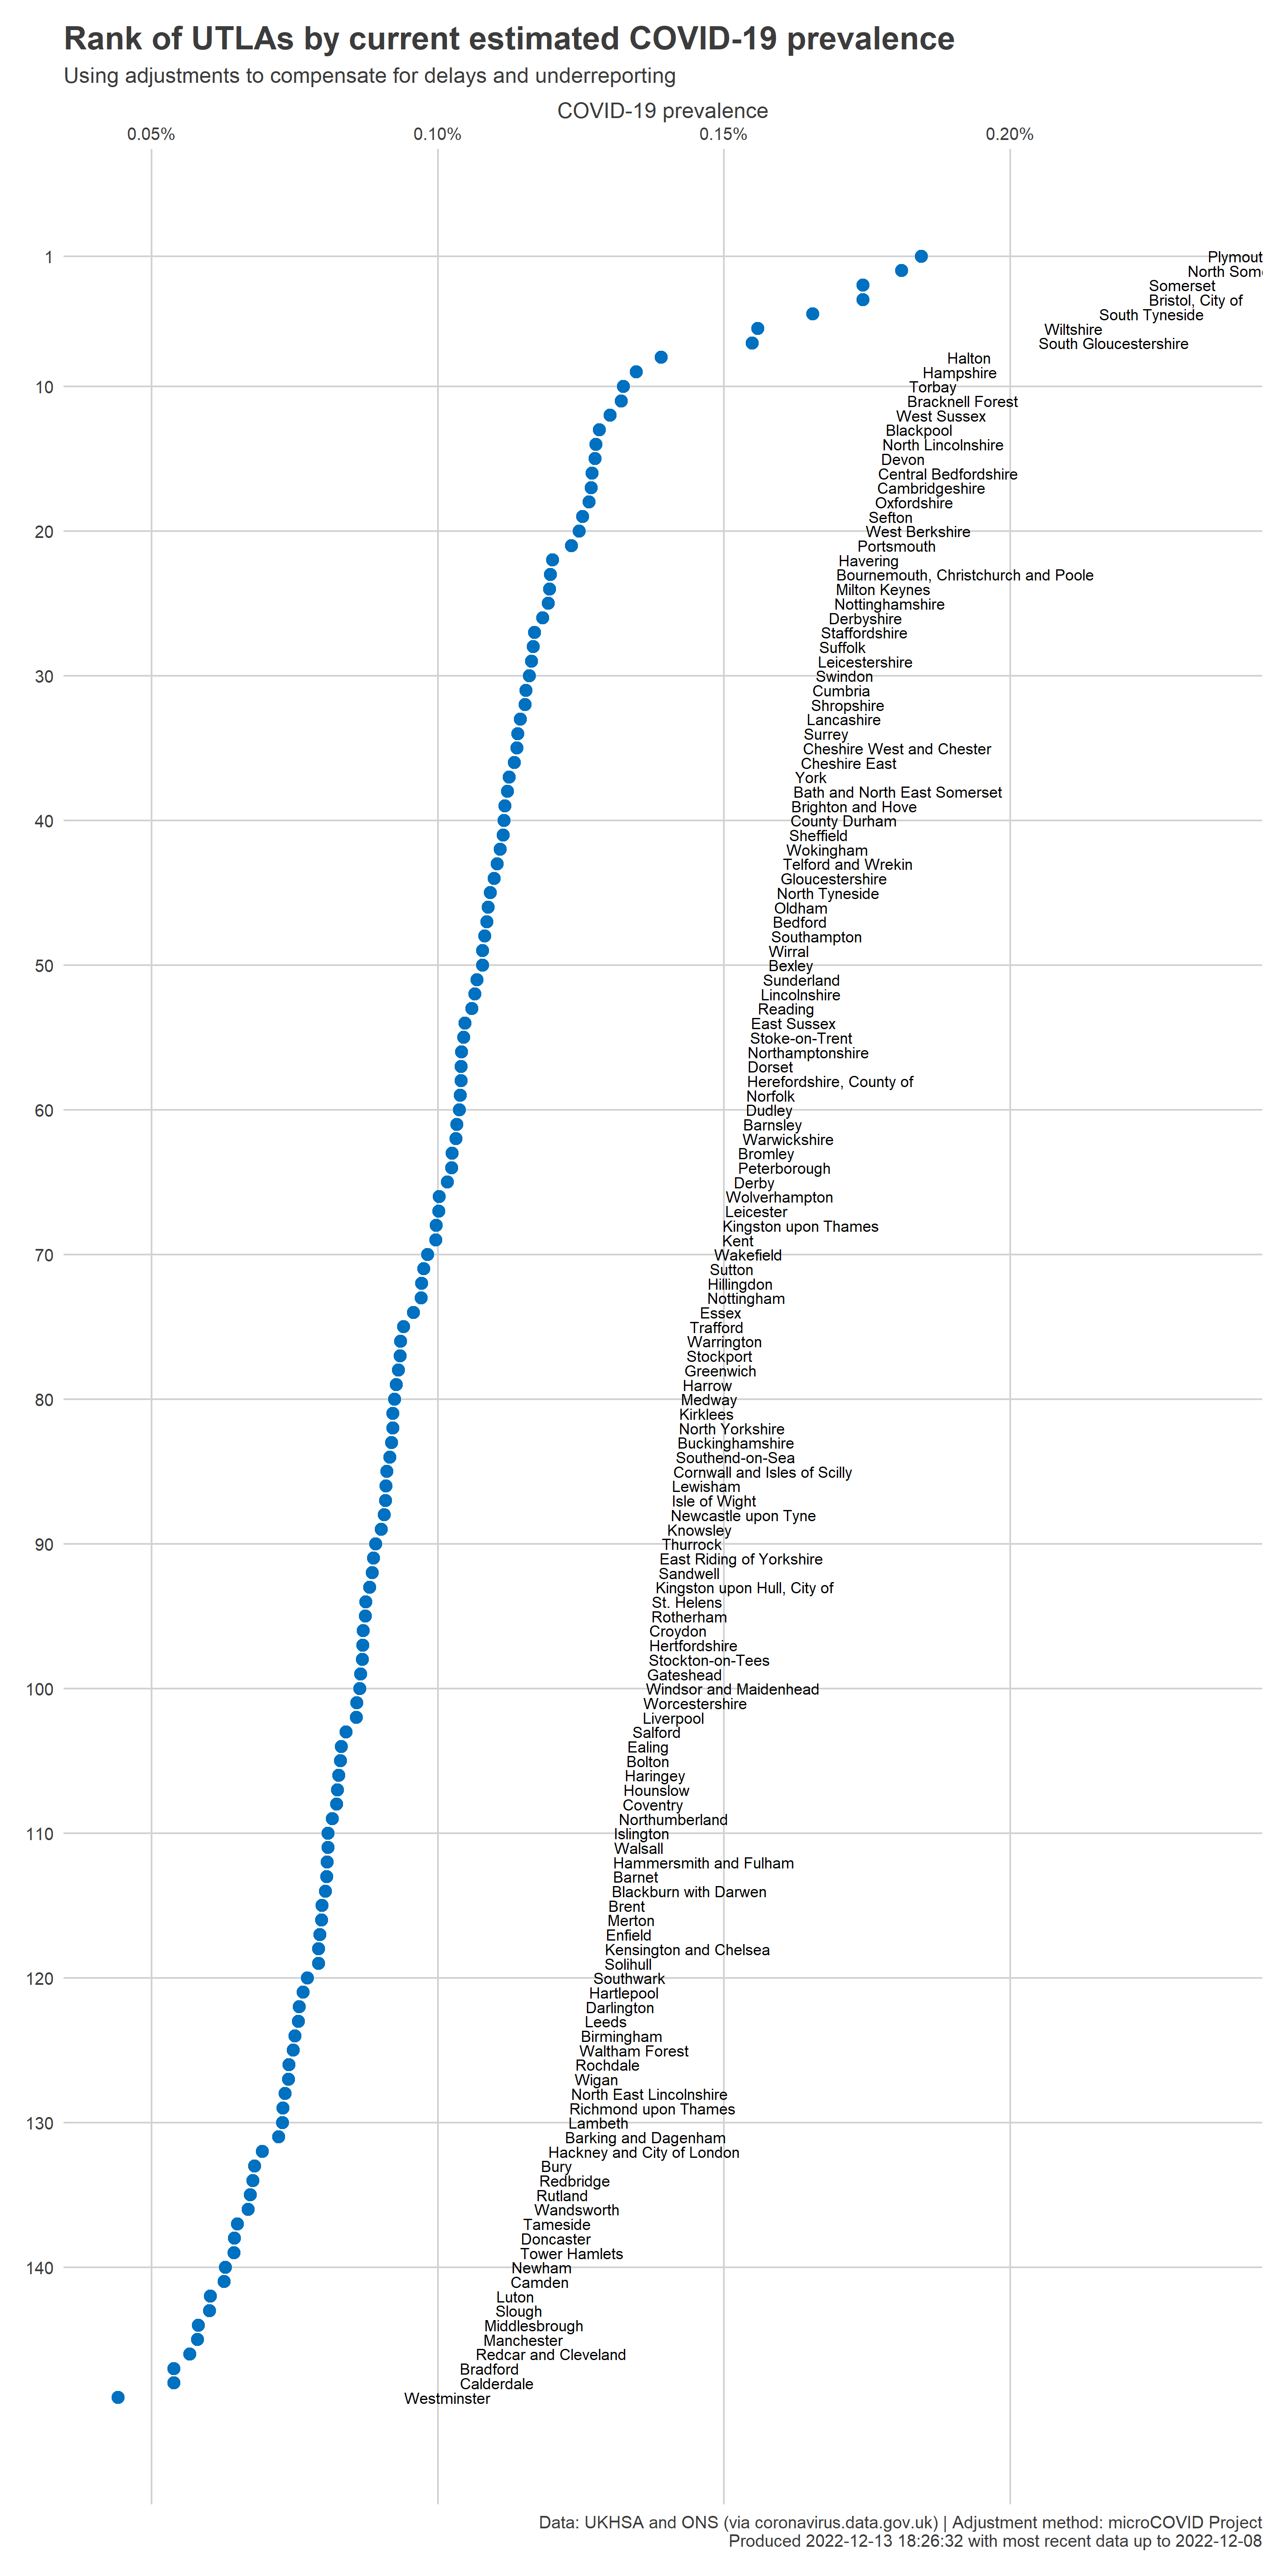 Rank of UTLAs by current estimated COVID-19 prevalence
Using adjustments to compensate for delays and underreporting
COVID-19 prevalence
0.05% 0.10% 0.15% 0.20%
1 Plymout
North Som
Somerset
Bristol, City of
South Tyneside
Wiltshire
South Gloucestershire
Halton
Hampshire
10 Torbay
Bracknell Forest
West Sussex
Blackpool
North Lincolnshire
Devon
Central Bedfordshire
Cambridgeshire
Oxfordshire
Sefton
20 West Berkshire
Portsmouth
Havering
Bournemouth, Christchurch and Poole
Milton Keynes
Nottinghamshire
Derbyshire
Staffordshire
Suffolk
Leicestershire
30 Swindon
Cumbria
Shropshire
Lancashire
Surrey
Cheshire West and Chester
Cheshire East
York
Bath and North East Somerset
Brighton and Hove
40 County Durham
Sheffield
Wokingham
Telford and Wrekin
Gloucestershire
North Tyneside
Oldham
Bedford
Southampton
Wirral
50 Bexley
Sunderland
Lincolnshire
Reading
East Sussex
Stoke-on-Trent
Northamptonshire
Dorset
Herefordshire, County of
Norfolk
60 Dudley
Barnsley
Warwickshire
Bromley
Peterborough
Derby
Wolverhampton
Leicester
Kingston upon Thames
Kent
70 Wakefield
Sutton
Hillingdon
Nottingham
Essex
Trafford
Warrington
Stockport
Greenwich
Harrow
80 Medway
Kirklees
North Yorkshire
Buckinghamshire
Southend-on-Sea
Cornwall and Isles of Scilly
Lewisham
Isle of Wight
Newcastle upon Tyne
Knowsley
90 Thurrock
East Riding of Yorkshire
Sandwell
Kingston upon Hull, City of
St. Helens
Rotherham
Croydon
Hertfordshire
Stockton-on-Tees
Gateshead
100 Windsor and Maidenhead
Worcestershire
Liverpool
Salford
Ealing
Bolton
Haringey
Hounslow
Coventry
Northumberland
110 Islington
Walsall
Hammersmith and Fulham
Barnet
Blackburn with Darwen
Brent
Merton
Enfield
Kensington and Chelsea
Solihull
120 Southwark
Hartlepool
Darlington
Leeds
Birmingham
Waltham Forest
Rochdale
Wigan
North East Lincolnshire
Richmond upon Thames
130 Lambeth
Barking and Dagenham
Hackney and City of London
Bury
Redbridge
Rutland
Wandsworth
Tameside
Doncaster
Tower Hamlets
140 Newham
Camden
Luton
Slough
Middlesbrough
Manchester
Redcar and Cleveland
Bradford
Calderdale
Westminster
Data: UKHSA and ONS (via coronavirus.data.gov.uk) | Adjustment method: microCOVID Project
Produced 2022-12-13 18:26:32 with most recent data up to 2022-12-08